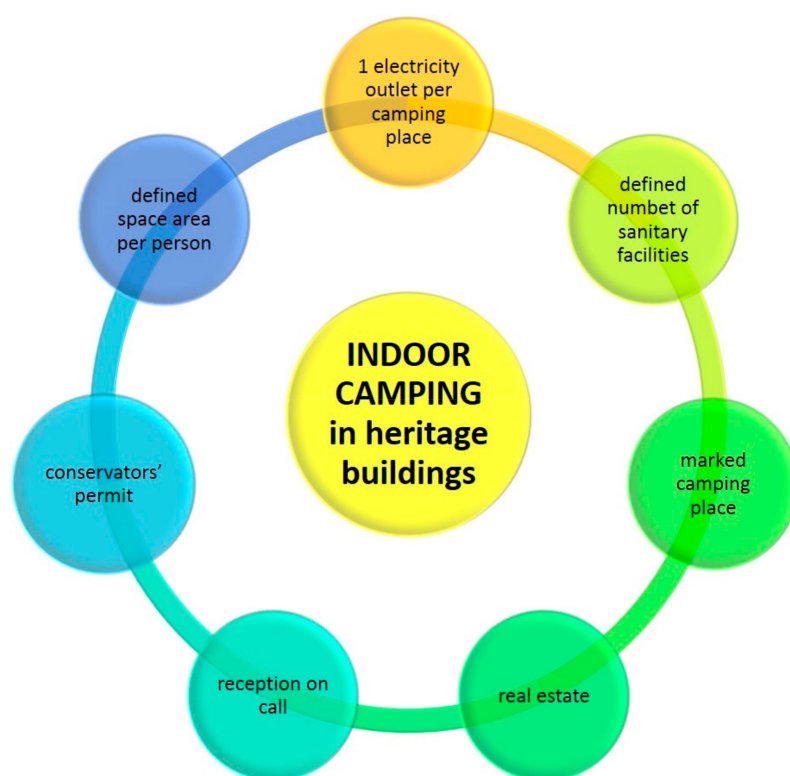 1 electricity
outlet per
camping
place
defined
numbet of
sanitary
facilities
marked
camping
place
real estate
reception on
call
conservators’
permit
defined
space area
per person
INDOOR
CAMPING
in heritage
buildings